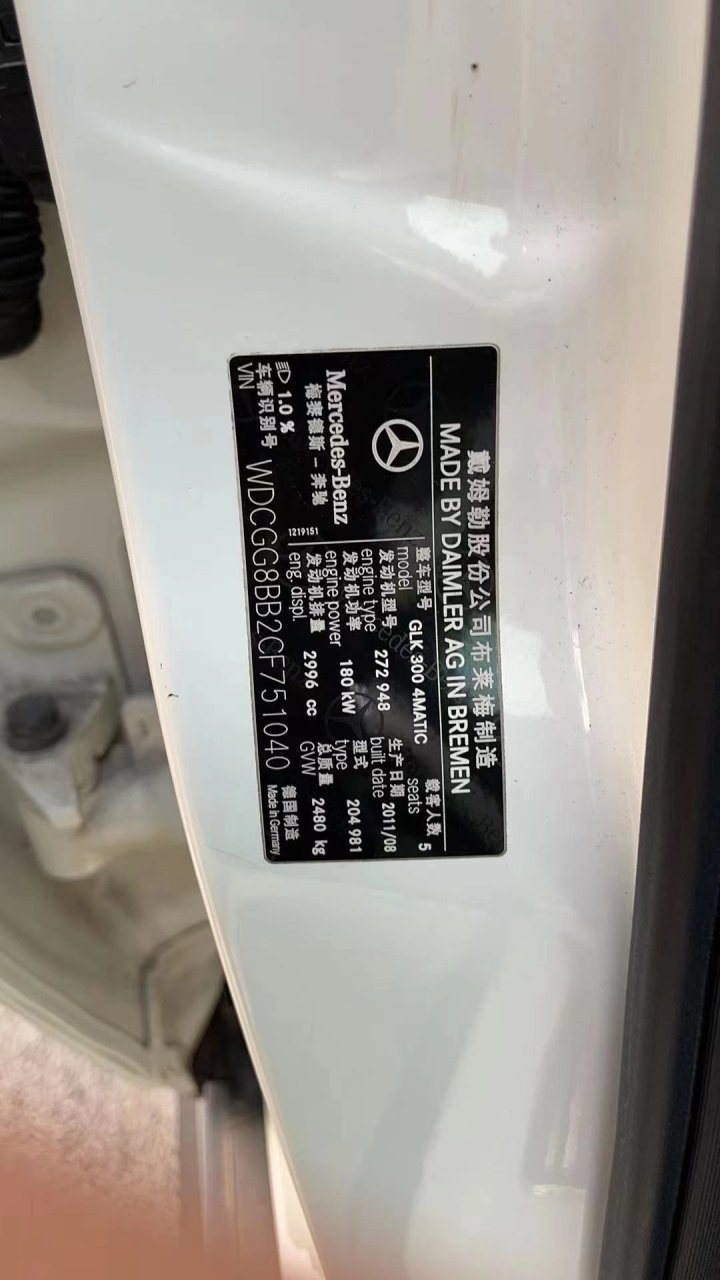 戴姆勒股份公司布莱梅制造
MADE BY DAIMLER AG IN BREMEN
Mercedes-Benz
梅赛德斯－奔驰
1.0 %
1219151
整车型号
model
GLK 300 4MATIC
载客人数
seats
5
发动机型号
engine type
272 948
生产日期
built date
2011/08
发动机功率
engine power
180 kW
型式
type
204 981
发动机排量
eng. displ.
2996 cc
总质量
GVW
2480 kg
车辆识别号
VIN
WDCGG8BB2CF751040
德国制造
Made in Germany